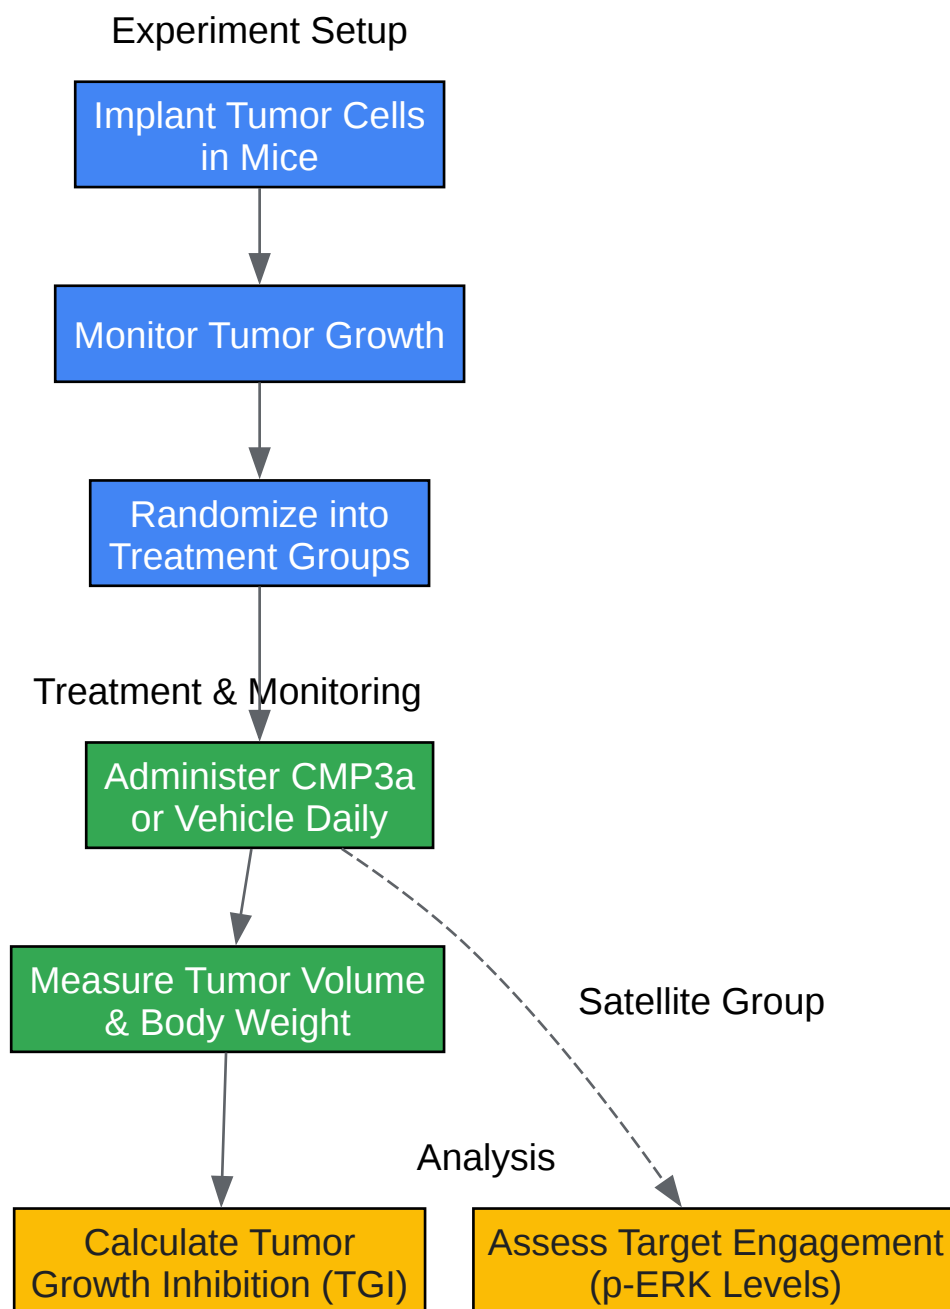 Experiment Setup
Implant Tumor Cells
in Mice
Monitor Tumor Growth
Randomize into
Treatment Groups
Treatment & Monitoring
Administer CMP3a
or Vehicle Daily
Measure Tumor Volume
& Body Weight
Satellite Group
Analysis
Calculate Tumor
Growth Inhibition (TGI)
Assess Target Engagement
(p-ERK Levels)